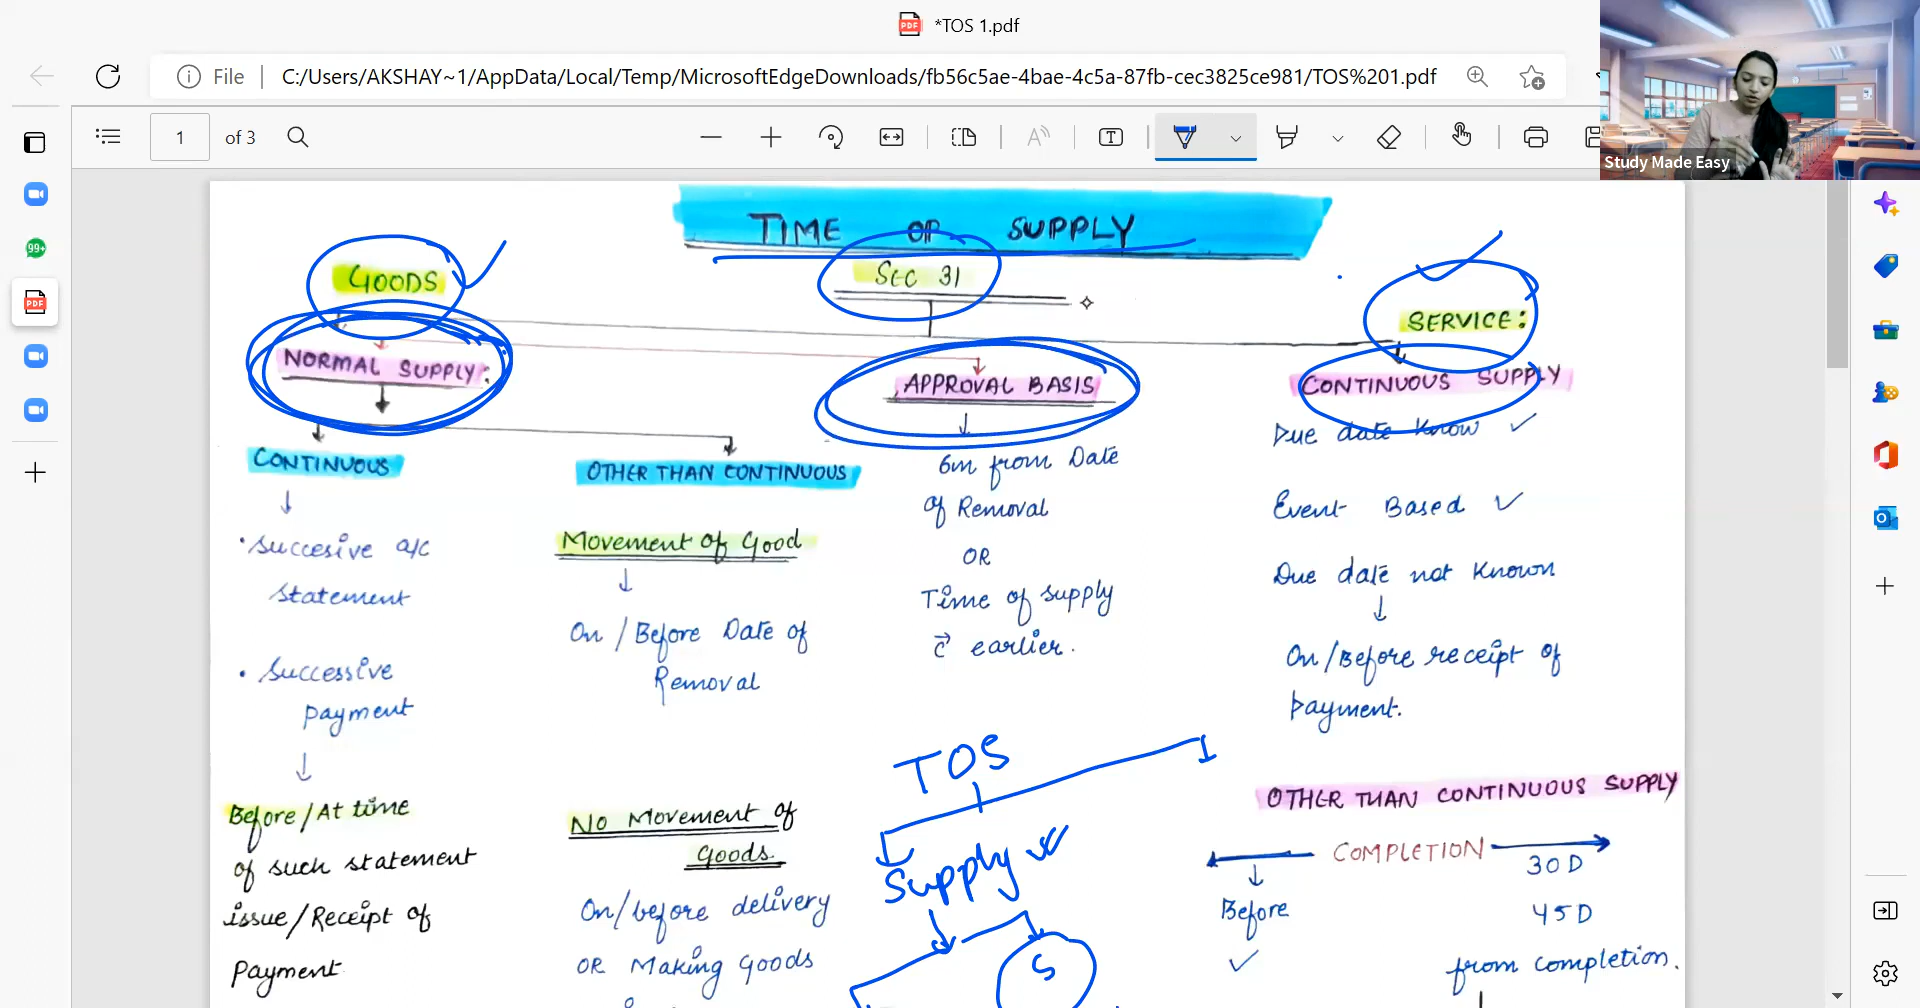 *TOS 1.pdf
File
C:/Users/AKSHAY~1/AppData/Local/Temp/MicrosoftEdgeDownloads/fb56c5ae-4bae-4c5a-87fb-cec3825ce981/TOS%201.pdf
1 of 3
Study Made Easy
99+
TIME OF SUPPLY
GOODS
SEC 31
SERVICE:
NORMAL SUPPLY:
APPROVAL BASIS
CONTINUOUS SUPPLY
Due date know ✓
Event Based ✓
Due date not known
On/Before receipt of
payment.
CONTINUOUS
• Succesive a/c
statement
• Successive
payment
Before/At time
of such statement
issue/Receipt of
Payment
OTHER THAN CONTINUOUS
Movement of Good
On/Before Date of
Removal
No Movement of
Goods.
On/before delivery
OR Making goods
6m from Date
of Removal
OR
Time of supply
earlier.
TOS
Supply
S
OTHER THAN CONTINUOUS SUPPLY
COMPLETION
30D
Before
45D
from completion.